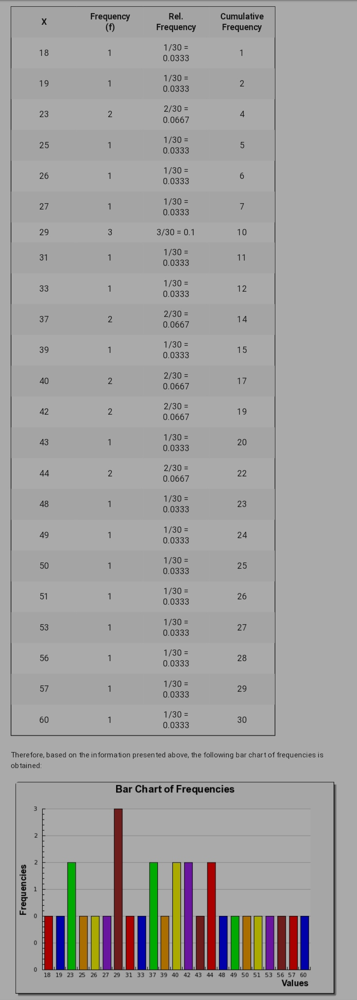 X Frequency (f) Rel. Frequency Cumulative Frequency
18 1 1/30 = 0.0333 1
19 1 1/30 = 0.0333 2
23 2 2/30 = 0.0667 4
25 1 1/30 = 0.0333 5
26 1 1/30 = 0.0333 6
27 1 1/30 = 0.0333 7
29 3 3/30 = 0.1 10
31 1 1/30 = 0.0333 11
33 1 1/30 = 0.0333 12
37 2 2/30 = 0.0667 14
39 1 1/30 = 0.0333 15
40 2 2/30 = 0.0667 17
42 2 2/30 = 0.0667 19
43 1 1/30 = 0.0333 20
44 2 2/30 = 0.0667 22
48 1 1/30 = 0.0333 23
49 1 1/30 = 0.0333 24
50 1 1/30 = 0.0333 25
51 1 1/30 = 0.0333 26
53 1 1/30 = 0.0333 27
56 1 1/30 = 0.0333 28
57 1 1/30 = 0.0333 29
60 1 1/30 = 0.0333 30
Therefore, based on the information presented above, the following bar chart of frequencies is
obtained:
Bar Chart of Frequencies
3
2
2
1
0
0
0
Frequencies
18 19 23 25 26 27 29 31 33 37 39 40 42 43 44 48 49 50 51 53 56 57 60
Values